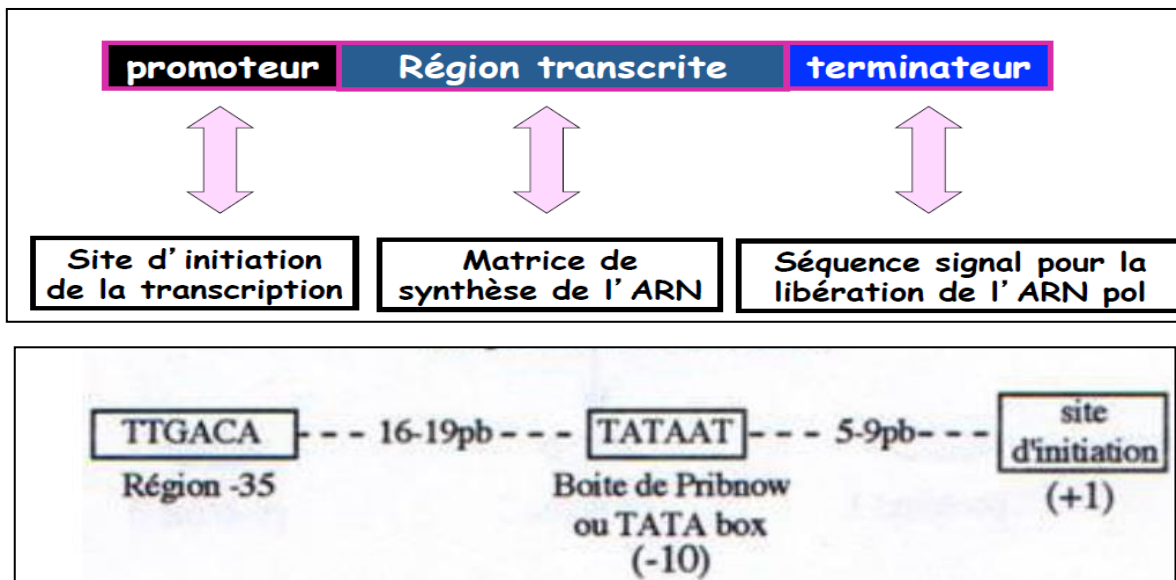 promoteur Région transcrite terminateur
Site d'initiation de la transcription
Matrice de synthèse de l'ARN
Séquence signal pour la libération de l'ARN pol
TTGACA - - - 16-19pb - - - TATAAT - - - 5-9pb- - - site d'initiation
Région -35
Boite de Pribnow
ou TATA box
(-10)
(+1)